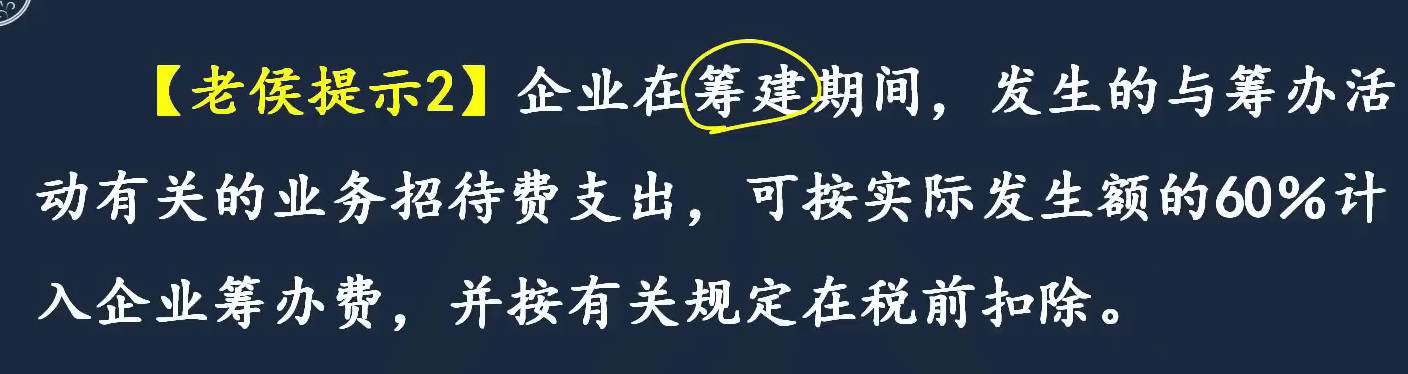 【老侯提示2】企业在筹建期间，发生的与筹办活
动有关的业务招待费支出，可按实际发生额的60%计
入企业筹办费，并按有关规定在税前扣除。